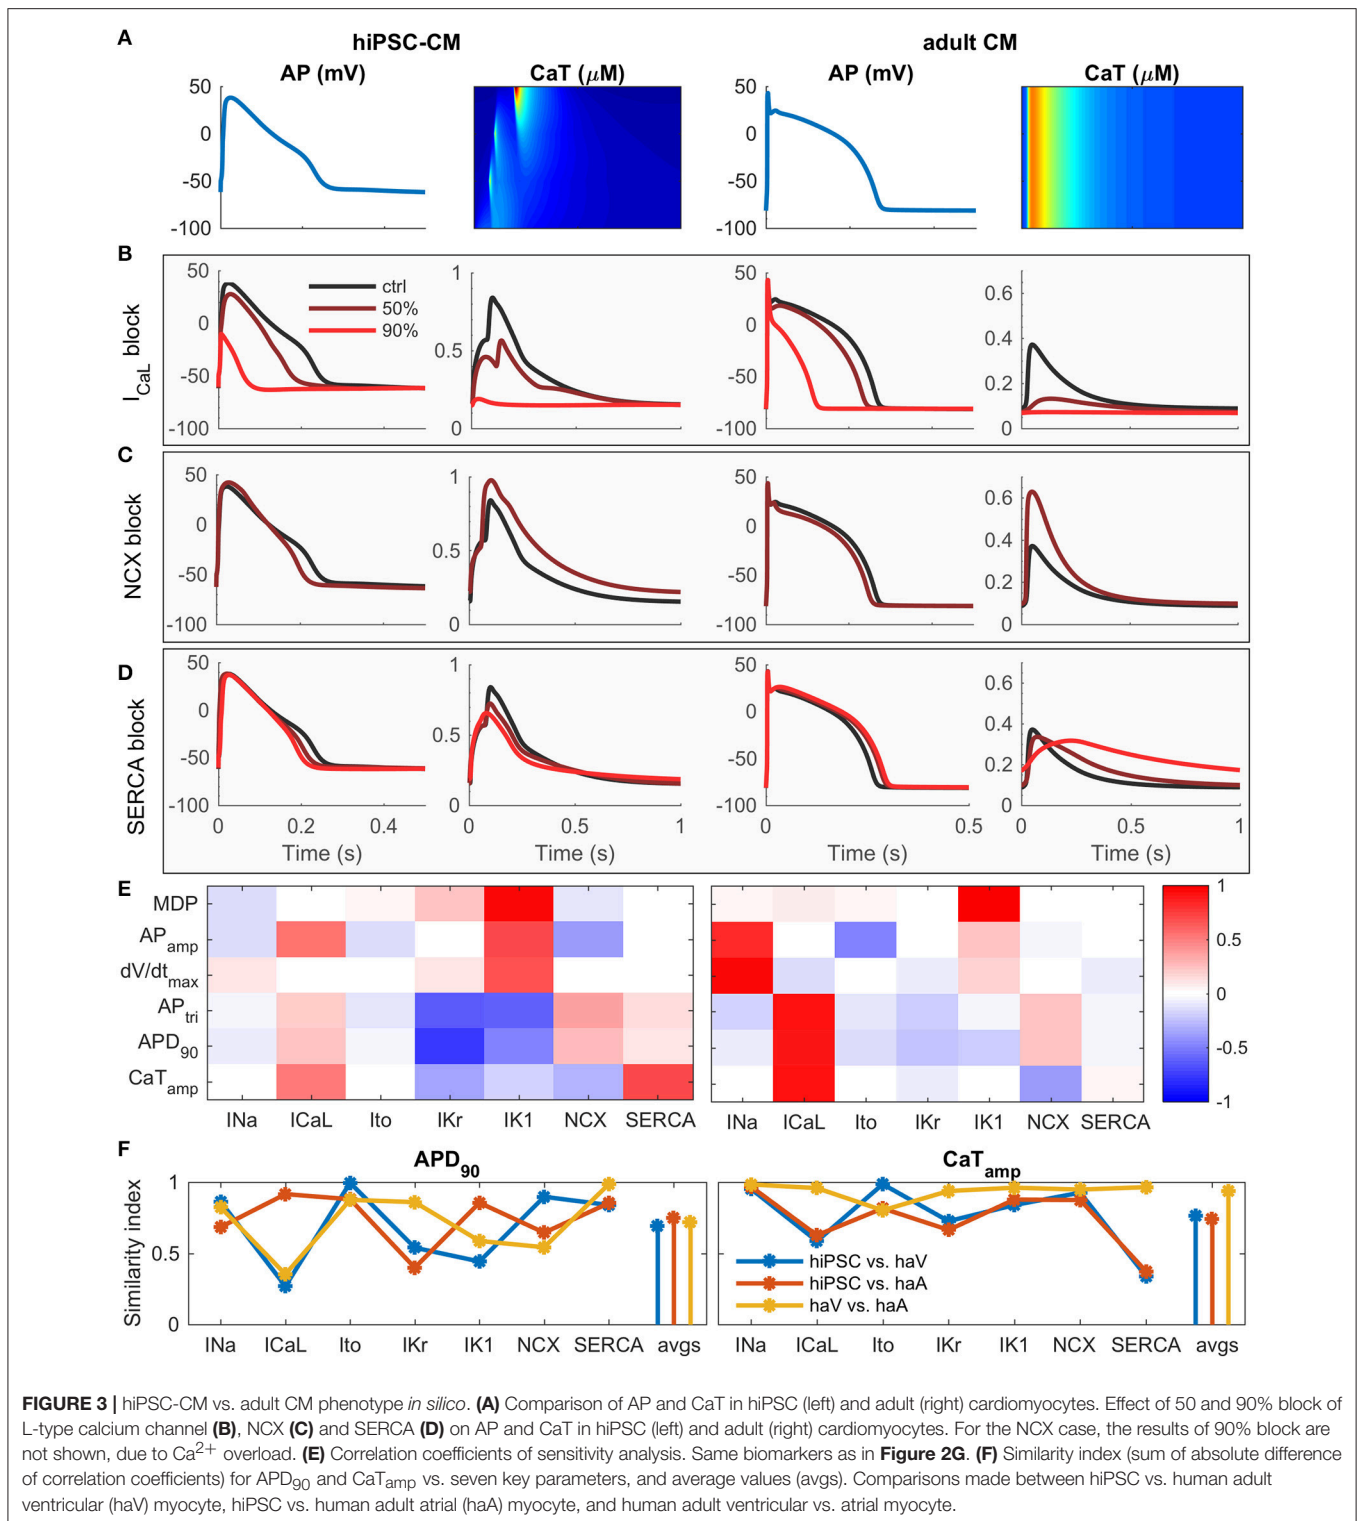 A
hiPSC-CM
adult CM
AP (mV)
CaT (μM)
AP (mV)
CaT (μM)
50
0
-50
-100
50
0
-50
-100
B
I_CaL block
50
0
-50
-100
ctrl
50%
90%
1
0.5
0
50
0
-50
-100
0.6
0.4
0.2
0
C
NCX block
50
0
-50
-100
1
0.5
0
50
0
-50
-100
0.6
0.4
0.2
0
D
SERCA block
50
0
-50
-100
1
0.5
0
50
0
-50
-100
0.6
0.4
0.2
0
0 0.2 0.4
0 0.5 1
0 0.5
0 0.5 1
Time (s)
Time (s)
Time (s)
Time (s)
E
MDP
AP_amp
dV/dt_max
AP_tri
APD_90
CaT_amp
INa ICaL Ito IKr IK1 NCX SERCA
INa ICaL Ito IKr IK1 NCX SERCA
1
0.5
0
-0.5
-1
F
APD_90
CaT_amp
Similarity index
1
0.5
0
hiPSC vs. haV
hiPSC vs. haA
haV vs. haA
INa ICaL Ito IKr IK1 NCX SERCA avgs
INa ICaL Ito IKr IK1 NCX SERCA avgs
FIGURE 3 | hiPSC-CM vs. adult CM phenotype in silico. (A) Comparison of AP and CaT in hiPSC (left) and adult (right) cardiomyocytes. Effect of 50 and 90% block of
L-type calcium channel (B), NCX (C) and SERCA (D) on AP and CaT in hiPSC (left) and adult (right) cardiomyocytes. For the NCX case, the results of 90% block are
not shown, due to Ca²⁺ overload. (E) Correlation coefficients of sensitivity analysis. Same biomarkers as in Figure 2G. (F) Similarity index (sum of absolute difference
of correlation coefficients) for APD₉₀ and CaT_amp vs. seven key parameters, and average values (avgs). Comparisons made between hiPSC vs. human adult
ventricular (haV) myocyte, hiPSC vs. human adult atrial (haA) myocyte, and human adult ventricular vs. atrial myocyte.